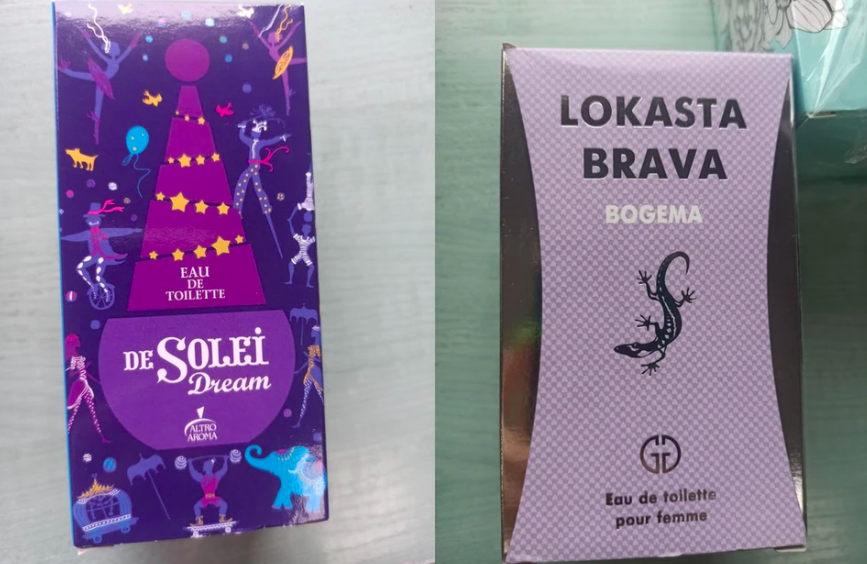 EAU
DE
TOILETTE
DE SOLEi
Dream
ALTRO
AROMA
LOKASTA
BRAVA
BOGEMA
Eau de toilette
pour femme